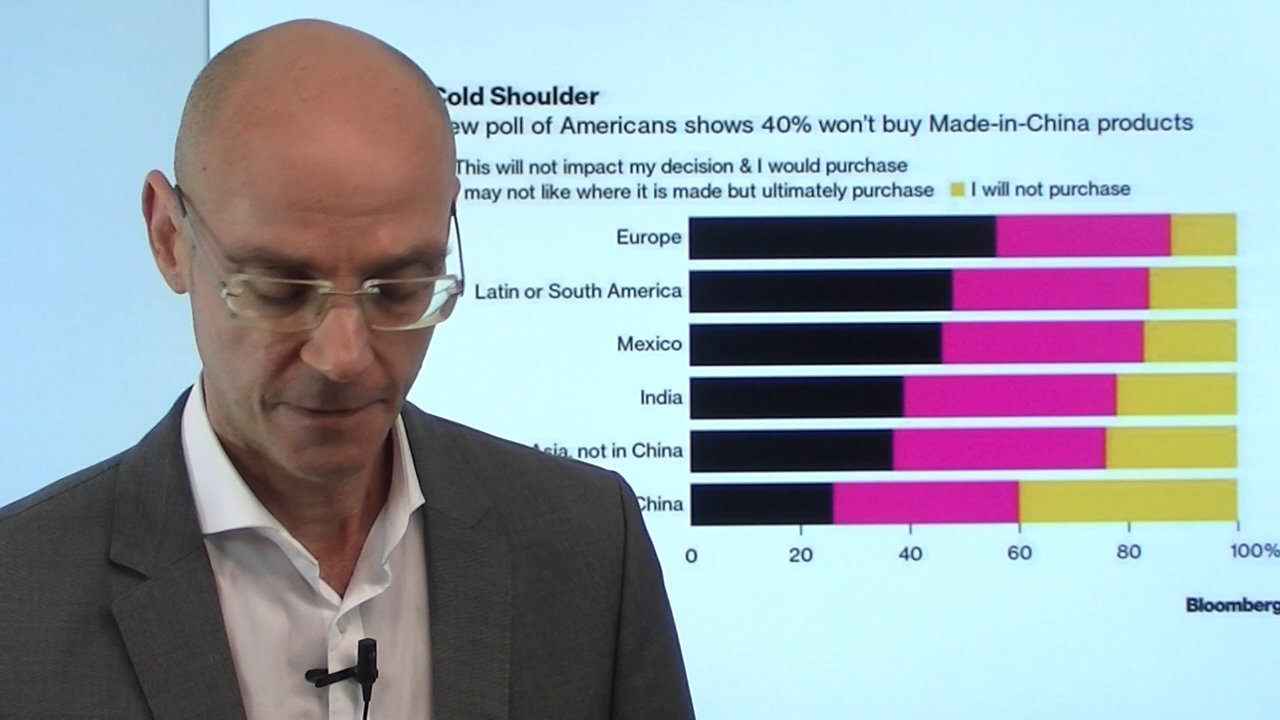 Cold Shoulder
ew poll of Americans shows 40% won't buy Made-in-China products
This will not impact my decision & I would purchase
may not like where it is made but ultimately purchase I will not purchase
Europe
Latin or South America
Mexico
India
Asia, not in China
China
0 20 40 60 80 100%
Bloomberg